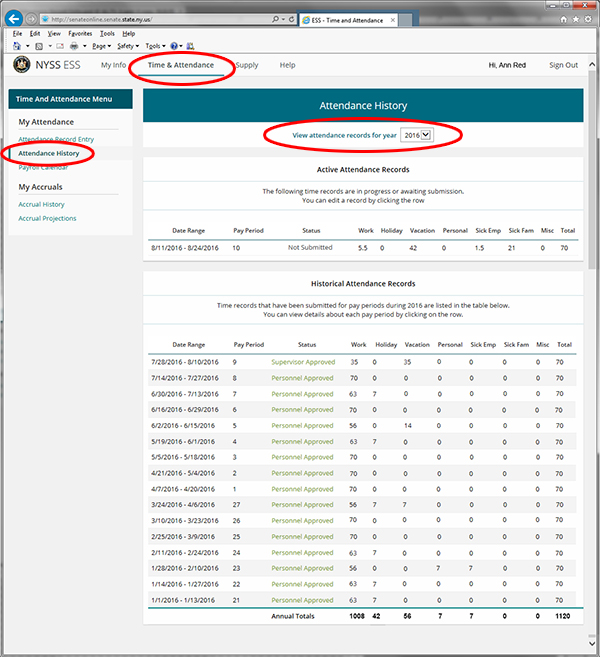 http://senateonline.senate.state.ny.us/
ESS - Time and Attendance
File Edit View Favorites Tools Help
Page Safety Tools
NYSS ESS My Info Time & Attendance Supply Help Hi, Ann Red Sign Out
Time And Attendance Menu
My Attendance
Attendance Record Entry
Attendance History
Payroll Calendar
My Accruals
Accrual History
Accrual Projections
Attendance History
View attendance records for year 2016
Active Attendance Records
The following time records are in progress or awaiting submission.
You can edit a record by clicking the row
Date Range Pay Period Status Work Holiday Vacation Personal Sick Emp Sick Fam Misc Total
8/11/2016 - 8/24/2016 10 Not Submitted 5.5 0 42 0 1.5 21 0 70
Historical Attendance Records
Time records that have been submitted for pay periods during 2016 are listed in the table below.
You can view details about each pay period by clicking on the row.
Date Range Pay Period Status Work Holiday Vacation Personal Sick Emp Sick Fam Misc Total
7/28/2016 - 8/10/2016 9 Supervisor Approved 35 0 35 0 0 0 0 70
7/14/2016 - 7/27/2016 8 Personnel Approved 70 0 0 0 0 0 0 70
6/30/2016 - 7/13/2016 7 Personnel Approved 63 7 0 0 0 0 0 70
6/16/2016 - 6/29/2016 6 Personnel Approved 70 0 0 0 0 0 0 70
6/2/2016 - 6/15/2016 5 Personnel Approved 56 0 14 0 0 0 0 70
5/19/2016 - 6/1/2016 4 Personnel Approved 63 7 0 0 0 0 0 70
5/5/2016 - 5/18/2016 3 Personnel Approved 70 0 0 0 0 0 0 70
4/21/2016 - 5/4/2016 2 Personnel Approved 70 0 0 0 0 0 0 70
4/7/2016 - 4/20/2016 1 Personnel Approved 70 0 0 0 0 0 0 70
3/24/2016 - 4/6/2016 27 Personnel Approved 56 7 7 0 0 0 0 70
3/10/2016 - 3/23/2016 26 Personnel Approved 70 0 0 0 0 0 0 70
2/25/2016 - 3/9/2016 25 Personnel Approved 70 0 0 0 0 0 0 70
2/11/2016 - 2/24/2016 24 Personnel Approved 63 7 0 0 0 0 0 70
1/28/2016 - 2/10/2016 23 Personnel Approved 56 0 0 7 7 0 0 70
1/14/2016 - 1/27/2016 22 Personnel Approved 63 7 0 0 0 0 0 70
1/1/2016 - 1/13/2016 21 Personnel Approved 63 7 0 0 0 0 0 70
Annual Totals 1008 42 56 7 7 0 0 1120